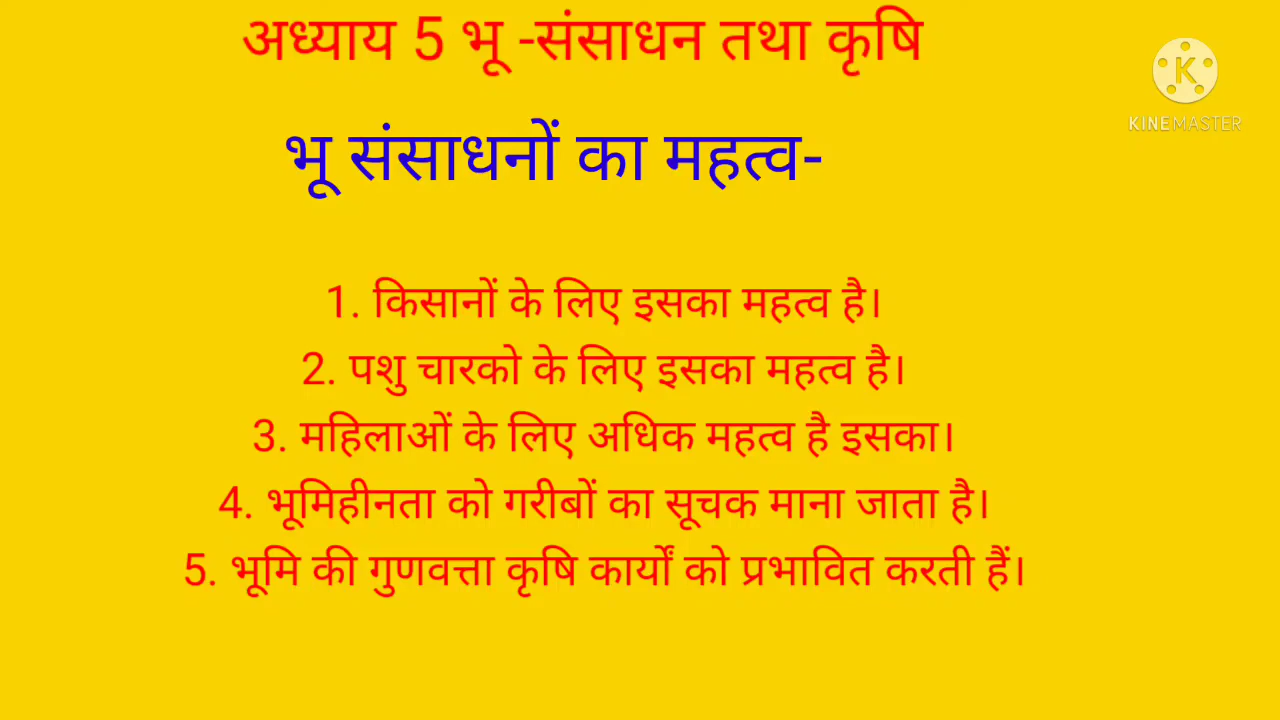 अध्याय 5 भू -संसाधन तथा कृषि
KINEMASTER
भू संसाधनों का महत्व-
1. किसानों के लिए इसका महत्व है।
2. पशु चारको के लिए इसका महत्व है।
3. महिलाओं के लिए अधिक महत्व है इसका।
4. भूमिहीनता को गरीबों का सूचक माना जाता है।
5. भूमि की गुणवत्ता कृषि कार्यों को प्रभावित करती हैं।